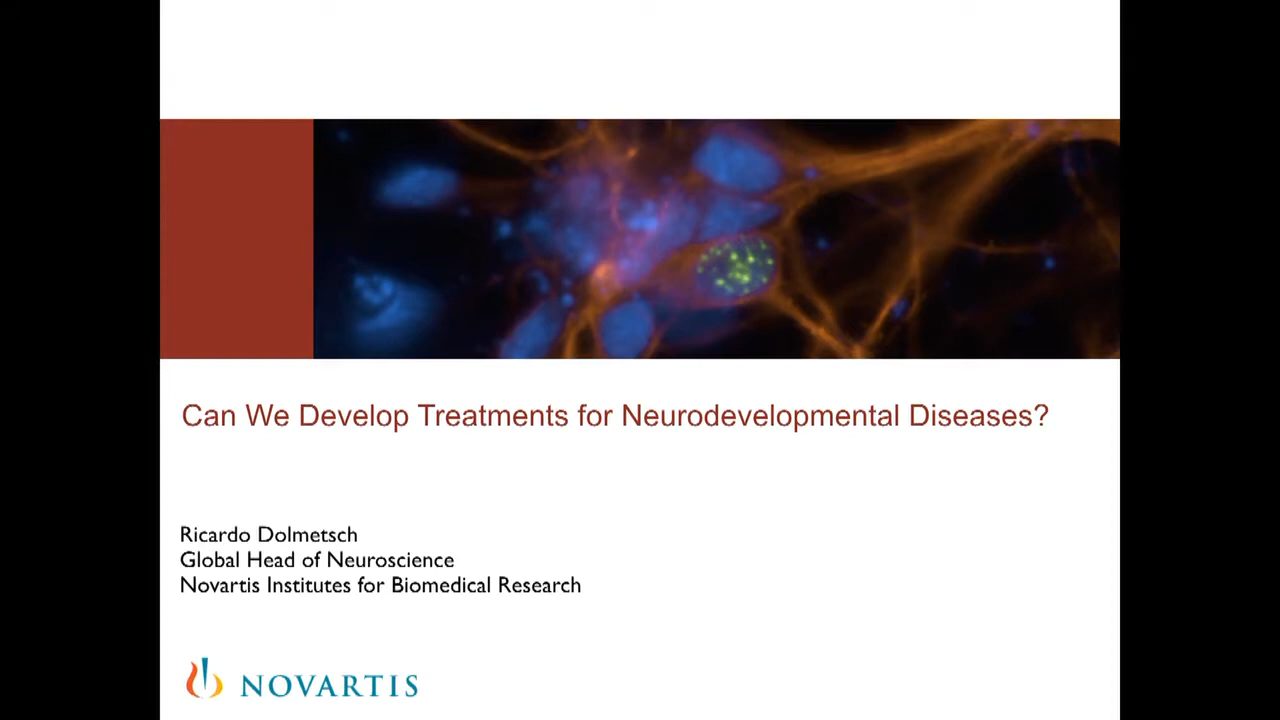 Can We Develop Treatments for Neurodevelopmental Diseases?
Ricardo Dolmetsch
Global Head of Neuroscience
Novartis Institutes for Biomedical Research
NOVARTIS